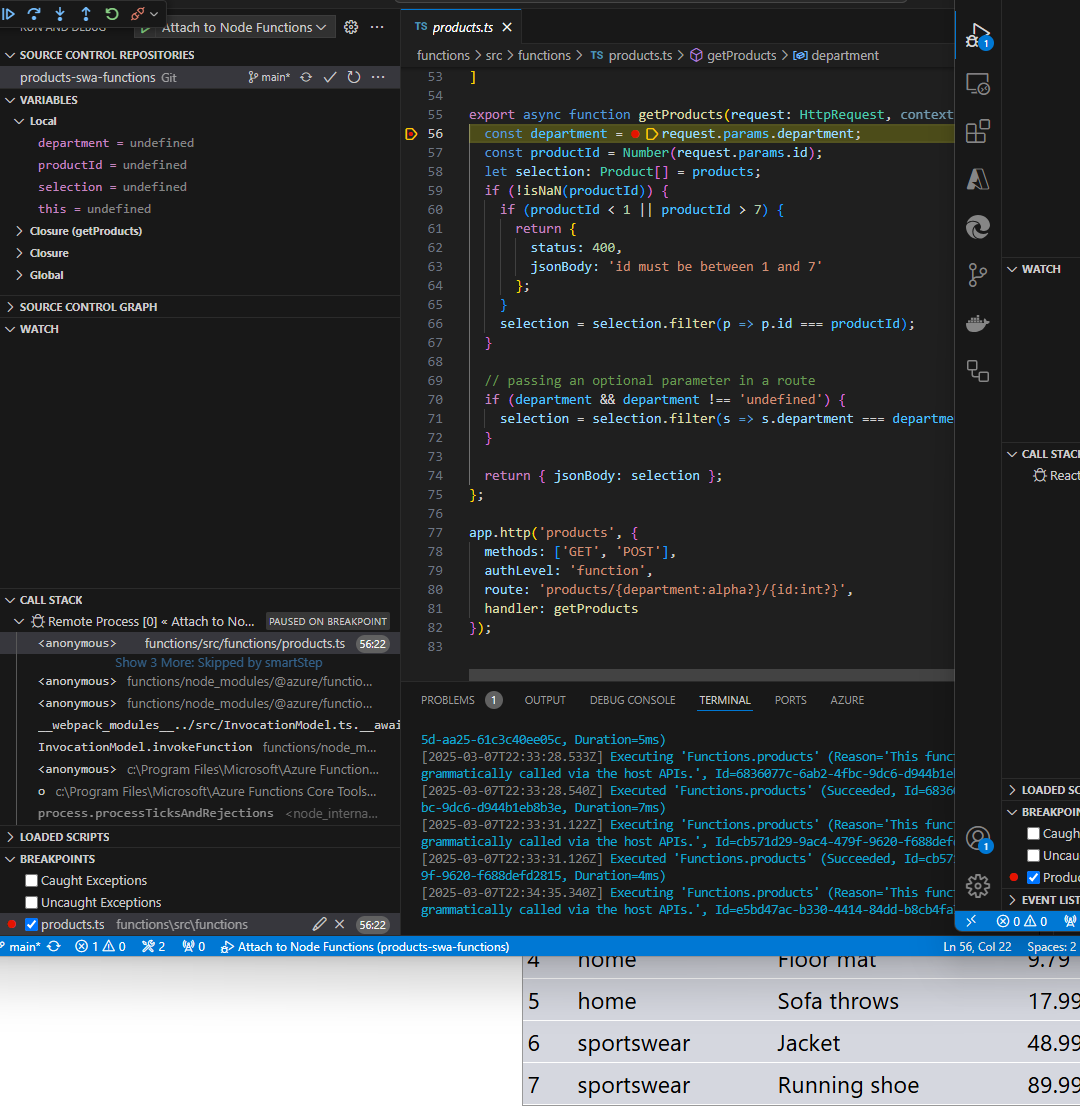 RUN AND DEBUG
Attach to Node Functions
SOURCE CONTROL REPOSITORIES
products-swa-functions Git main*
VARIABLES
Local
department = undefined
productId = undefined
selection = undefined
this = undefined
Closure (getProducts)
Closure
Global
SOURCE CONTROL GRAPH
WATCH
CALL STACK
Remote Process [0] « Attach to No... PAUSED ON BREAKPOINT
<anonymous> functions/src/functions/products.ts 56:22
Show 3 More: Skipped by smartStep
<anonymous> functions/node_modules/@azure/functio...
<anonymous> functions/node_modules/@azure/functio...
__webpack_modules__../src/InvocationModel.ts.__awai
InvocationModel.invokeFunction functions/node_m...
<anonymous> c:\Program Files\Microsoft\Azure Function...
o c:\Program Files\Microsoft\Azure Functions Core Tools...
process.processTicksAndRejections <node_interna...
LOADED SCRIPTS
BREAKPOINTS
Caught Exceptions
Uncaught Exceptions
products.ts functions\src\functions 56:22
TS products.ts
functions > src > functions > TS products.ts > getProducts > department
53 ]
54
55 export async function getProducts(request: HttpRequest, context
56 const department = request.params.department;
57 const productId = Number(request.params.id);
58 let selection: Product[] = products;
59 if (!isNaN(productId)) {
60 if (productId < 1 || productId > 7) {
61 return {
62 status: 400,
63 jsonBody: 'id must be between 1 and 7'
64 };
65 }
66 selection = selection.filter(p => p.id === productId);
67 }
68
69 // passing an optional parameter in a route
70 if (department && department !== 'undefined') {
71 selection = selection.filter(s => s.department === departme
72 }
73
74 return { jsonBody: selection };
75 };
76
77 app.http('products', {
78 methods: ['GET', 'POST'],
79 authLevel: 'function',
80 route: 'products/{department:alpha?}/{id:int?}',
81 handler: getProducts
82 });
83
PROBLEMS 1 OUTPUT DEBUG CONSOLE TERMINAL PORTS AZURE
5d-aa25-61c3c40ee05c, Duration=5ms)
[2025-03-07T22:33:28.533Z] Executing 'Functions.products' (Reason='This func
grammatically called via the host APIs.', Id=6836077c-6ab2-4fbc-9dc6-d944b1e
[2025-03-07T22:33:28.540Z] Executed 'Functions.products' (Succeeded, Id=6836
bc-9dc6-d944b1eb8b3e, Duration=7ms)
[2025-03-07T22:33:31.122Z] Executing 'Functions.products' (Reason='This func
grammatically called via the host APIs.', Id=cb571d29-9ac4-479f-9620-f688def
[2025-03-07T22:33:31.126Z] Executed 'Functions.products' (Succeeded, Id=cb57
9f-9620-f688defd2815, Duration=4ms)
[2025-03-07T22:34:35.340Z] Executing 'Functions.products' (Reason='This func
grammatically called via the host APIs.', Id=e5bd47ac-b330-4414-84dd-b8cb4fa
main* 1 0 2 0 Attach to Node Functions (products-swa-functions) Ln 56, Col 22 Spaces: 2
1
WATCH
CALL STACK
React
LOADED SC
BREAKPOIN
Caugh
Uncau
Produc
EVENT LIST
1
0 0
4 home Floor mat 9.79
5 home Sofa throws 17.99
6 sportswear Jacket 48.99
7 sportswear Running shoe 89.99